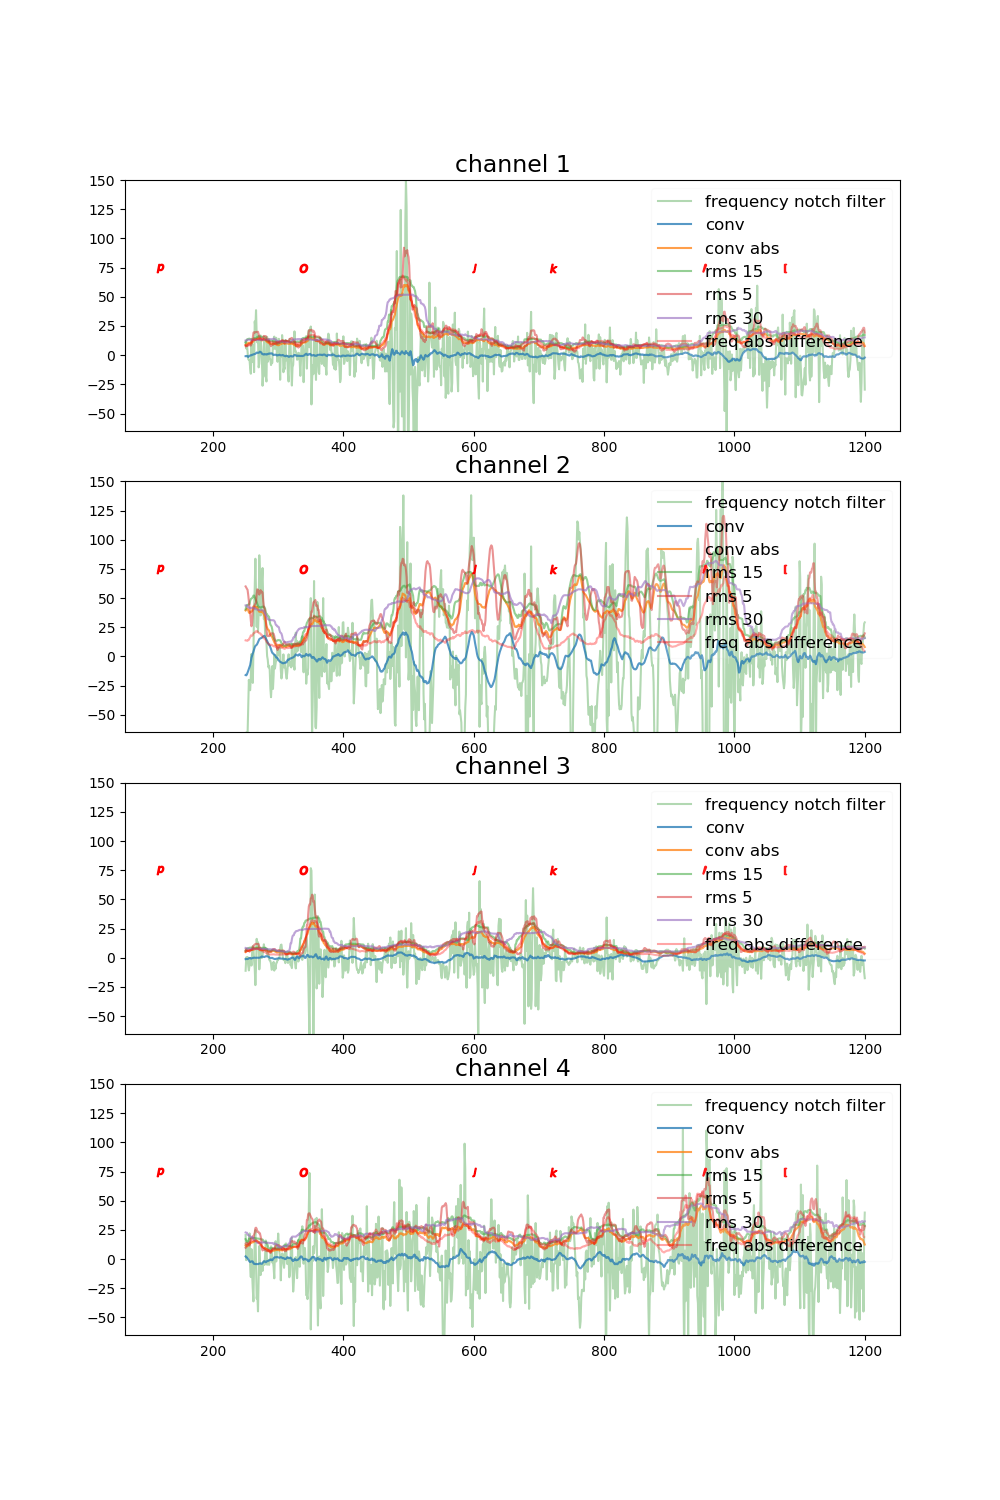 channel 1
150
125
100
75
50
25
0
−25
−50
p o j k
frequency notch filter
conv
conv abs
rms 15
rms 5
rms 30
freq abs difference
200 400 600 800 1000 1200
channel 2
150
125
100
75
50
25
0
−25
−50
p o j k
frequency notch filter
conv
conv abs
rms 15
rms 5
rms 30
freq abs difference
200 400 600 800 1000 1200
channel 3
150
125
100
75
50
25
0
−25
−50
p o j k
frequency notch filter
conv
conv abs
rms 15
rms 5
rms 30
freq abs difference
200 400 600 800 1000 1200
channel 4
150
125
100
75
50
25
0
−25
−50
p o j k
frequency notch filter
conv
conv abs
rms 15
rms 5
rms 30
freq abs difference
200 400 600 800 1000 1200